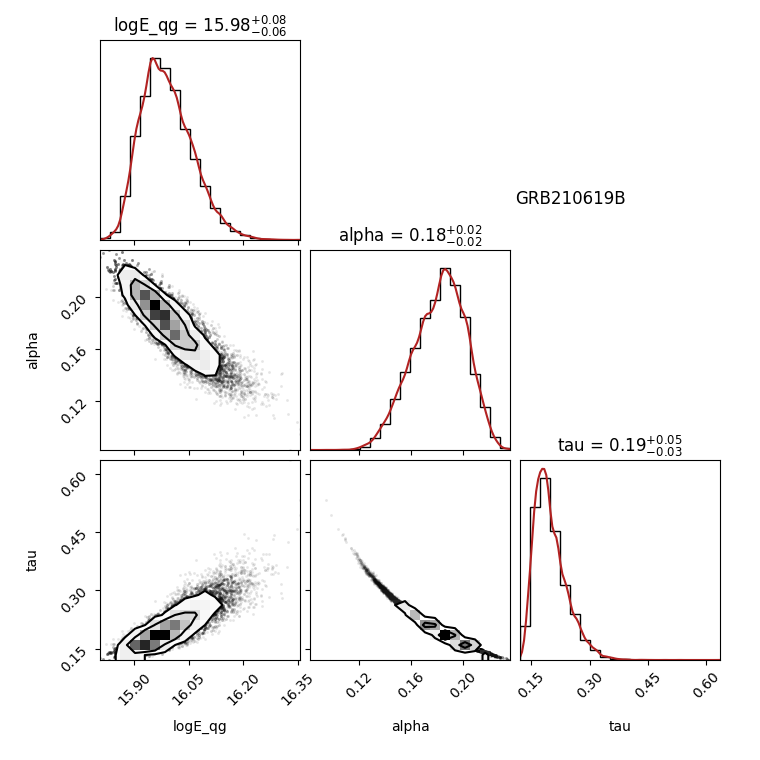 logE_qg = 15.98+0.08 −0.06
GRB210619B
alpha = 0.18+0.02 −0.02
0.20
0.16
0.12
alpha
tau = 0.19+0.05 −0.03
0.60
0.45
0.30
0.15
tau
15.90 16.05 16.20 16.35
0.12 0.16 0.20
0.15 0.30 0.45 0.60
logE_qg alpha tau